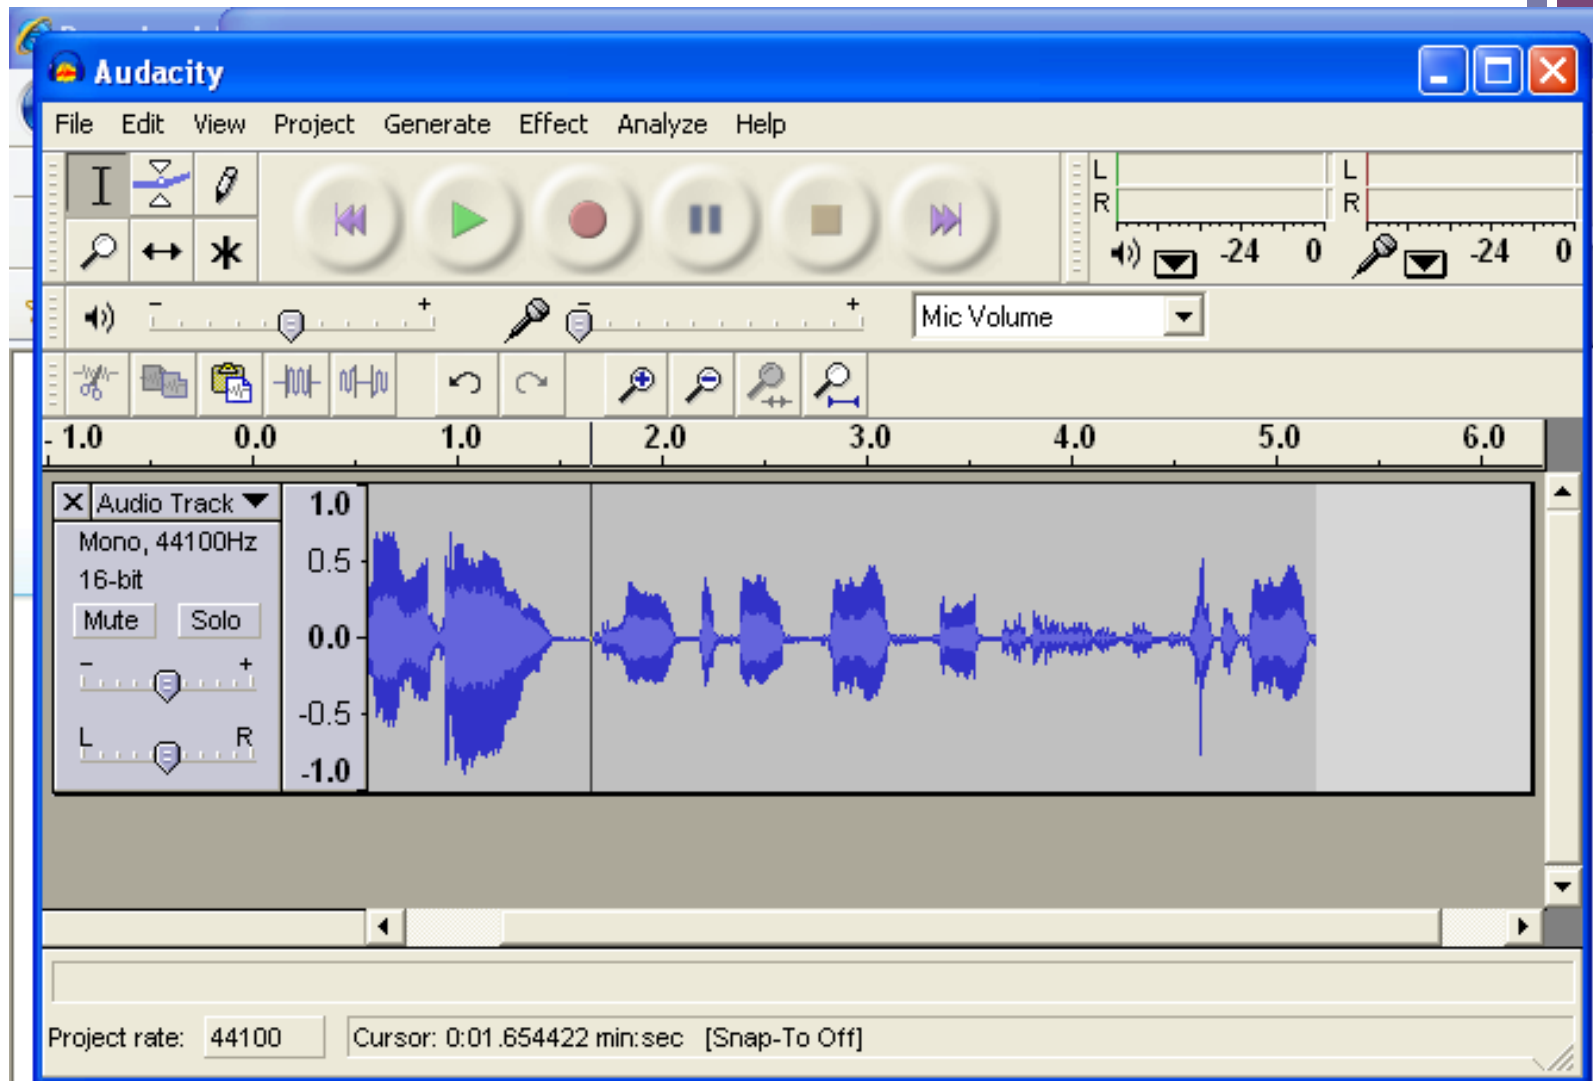 Audacity
File Edit View Project Generate Effect Analyze Help
L
R
-24 0
L
R
-24 0
- +
- +
Mic Volume
- 1.0 0.0 1.0 2.0 3.0 4.0 5.0 6.0
Audio Track
Mono, 44100Hz
16-bit
Mute Solo
- +
L R
1.0
0.5
0.0
-0.5
-1.0
Project rate: 44100 Cursor: 0:01.654422 min:sec [Snap-To Off]